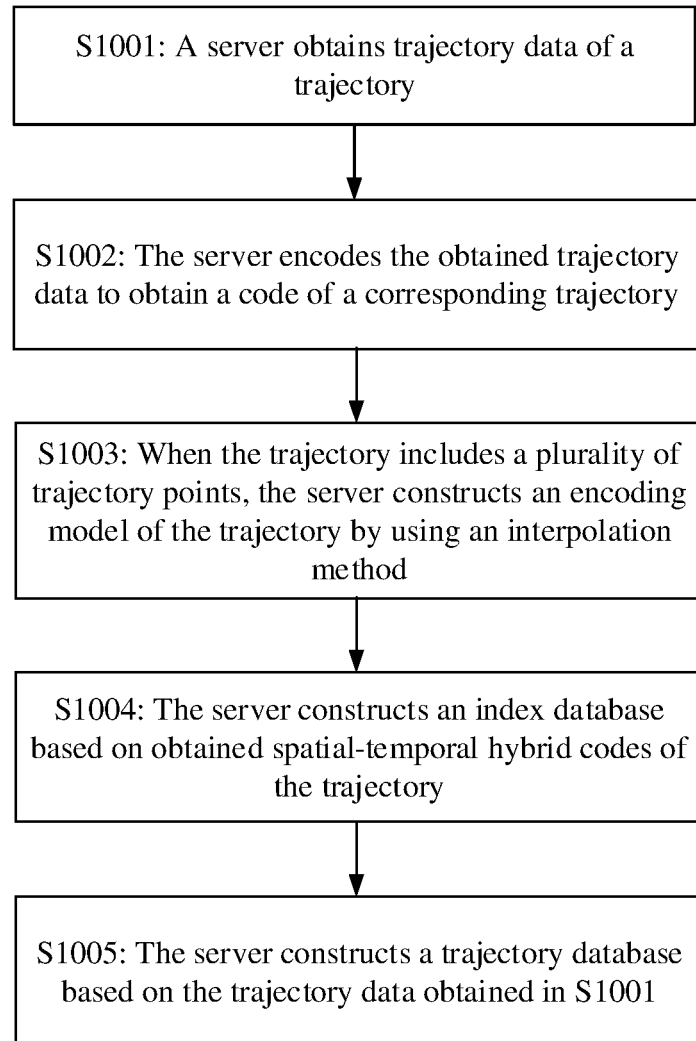 S1001: A server obtains trajectory data of a
trajectory
S1002: The server encodes the obtained trajectory
data to obtain a code of a corresponding trajectory
S1003: When the trajectory includes a plurality of
trajectory points, the server constructs an encoding
model of the trajectory by using an interpolation
method
S1004: The server constructs an index database
based on obtained spatial-temporal hybrid codes of
the trajectory
S1005: The server constructs a trajectory database
based on the trajectory data obtained in S1001